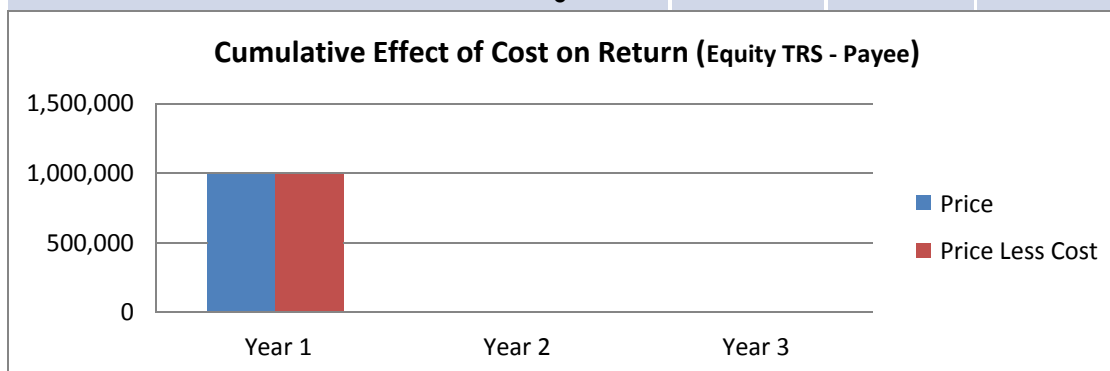 Cumulative Effect of Cost on Return (Equity TRS - Payee)
1,500,000
1,000,000
500,000
0
Year 1 Year 2 Year 3
Price
Price Less Cost